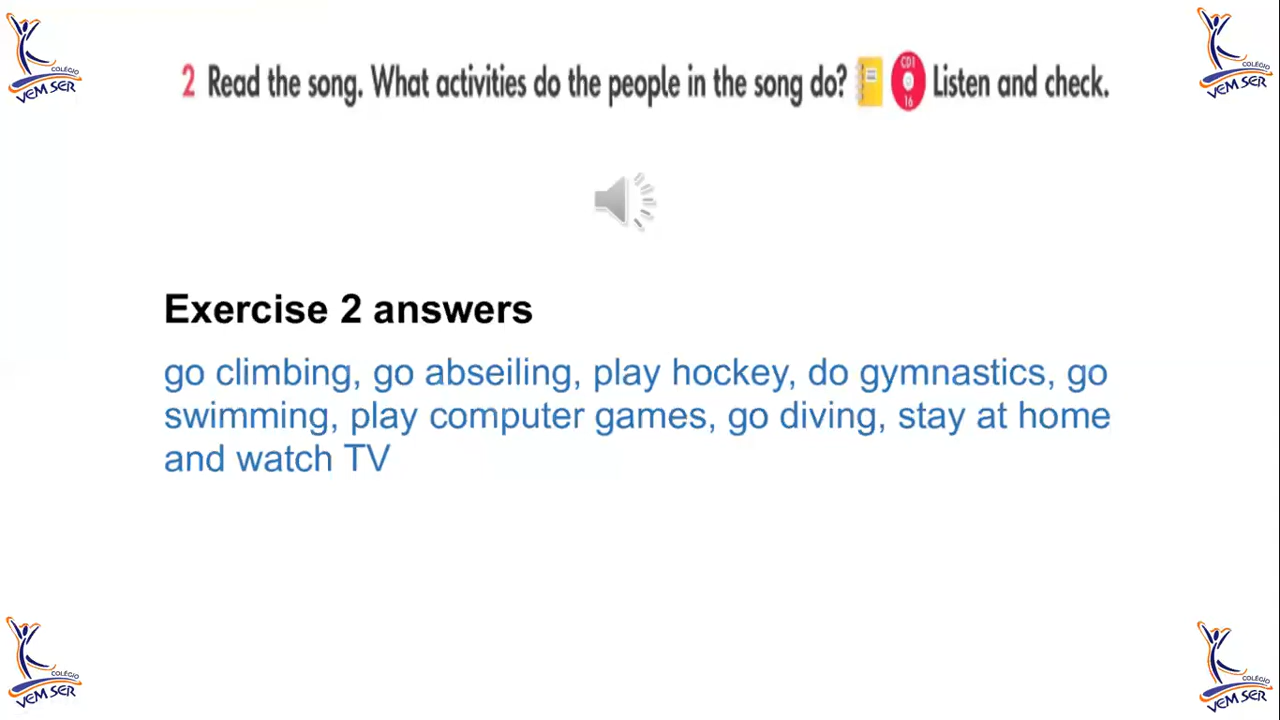 COLÉGIO
VEM SER
COLÉGIO
VEM SER
2 Read the song. What activities do the people in the song do? CD1 16 Listen and check.
Exercise 2 answers
go climbing, go abseiling, play hockey, do gymnastics, go
swimming, play computer games, go diving, stay at home
and watch TV
COLÉGIO
VEM SER
COLÉGIO
VEM SER